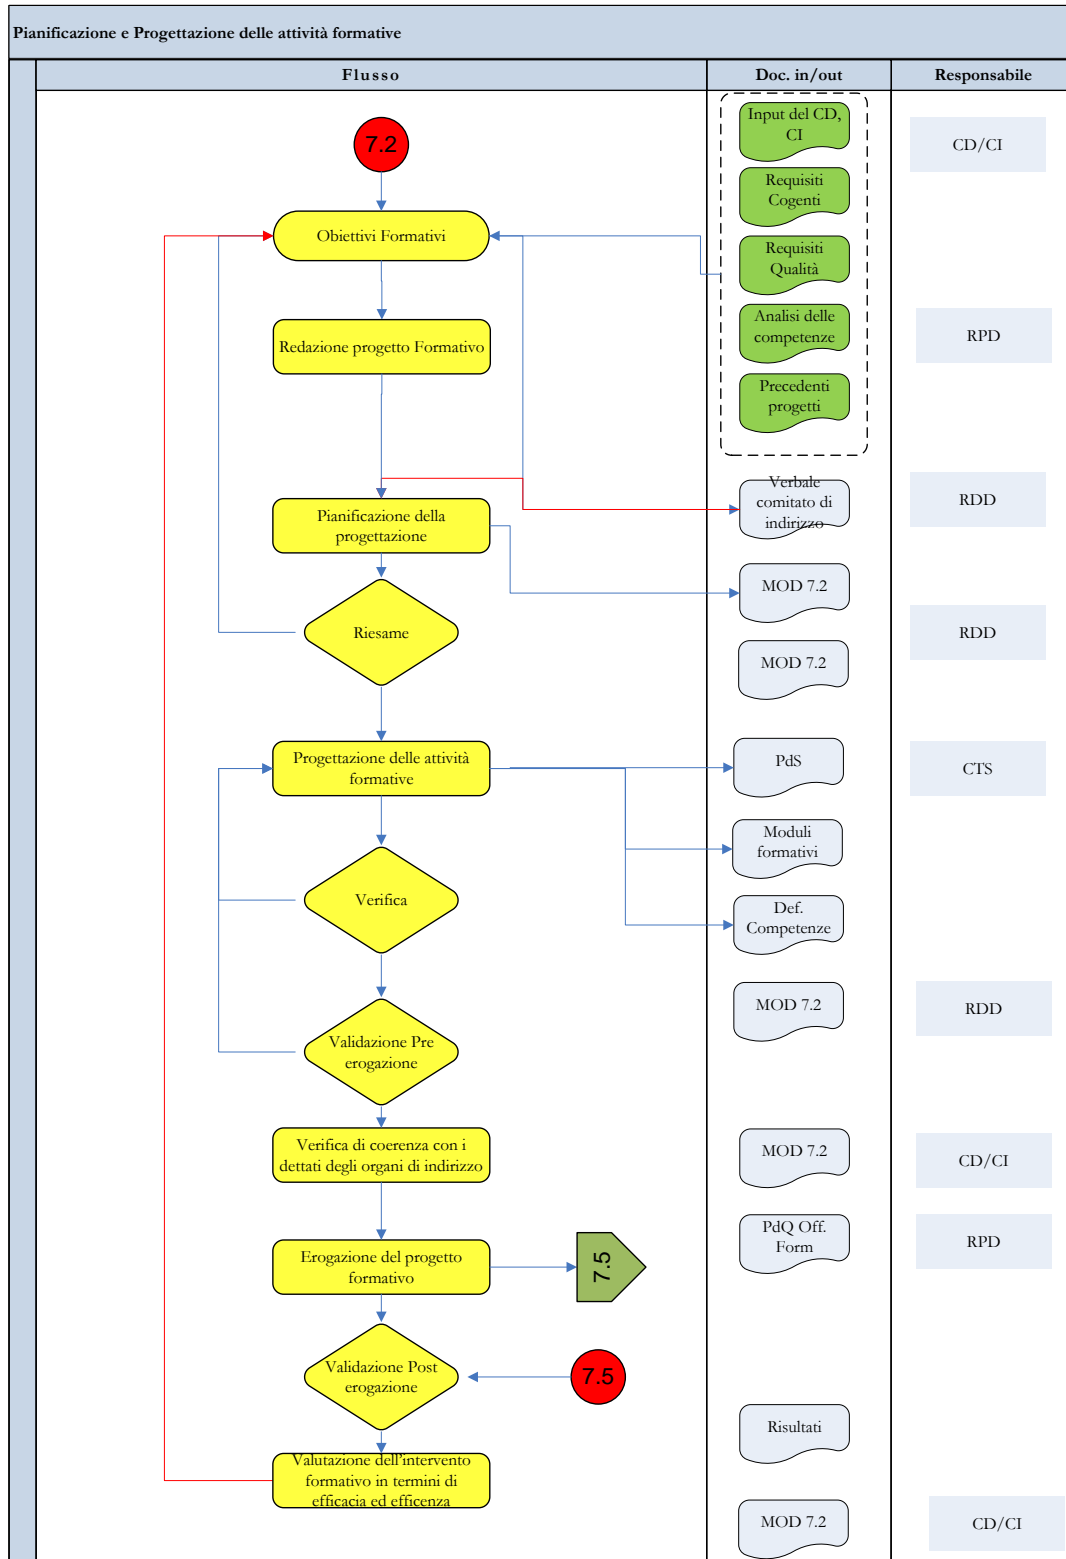 Pianificazione e Progettazione delle attività formative
Flusso
Doc. in/out
Responsabile
7.2
Input del CD,
CI
CD/CI
Requisiti
Cogenti
Obiettivi Formativi
Requisiti
Qualità
Redazione progetto Formativo
Analisi delle
competenze
RPD
Precedenti
progetti
Pianificazione della
progettazione
Verbale
comitato di
indirizzo
RDD
MOD 7.2
Riesame
RDD
MOD 7.2
Progettazione delle attività
formative
PdS
CTS
Moduli
formativi
Verifica
Def.
Competenze
MOD 7.2
RDD
Validazione Pre
erogazione
Verifica di coerenza con i
dettati degli organi di indirizzo
MOD 7.2
CD/CI
Erogazione del progetto
formativo
7.5
PdQ Off.
Form
RPD
Validazione Post
erogazione
7.5
Risultati
Valutazione dell'intervento
formativo in termini di
efficacia ed efficenza
MOD 7.2
CD/CI